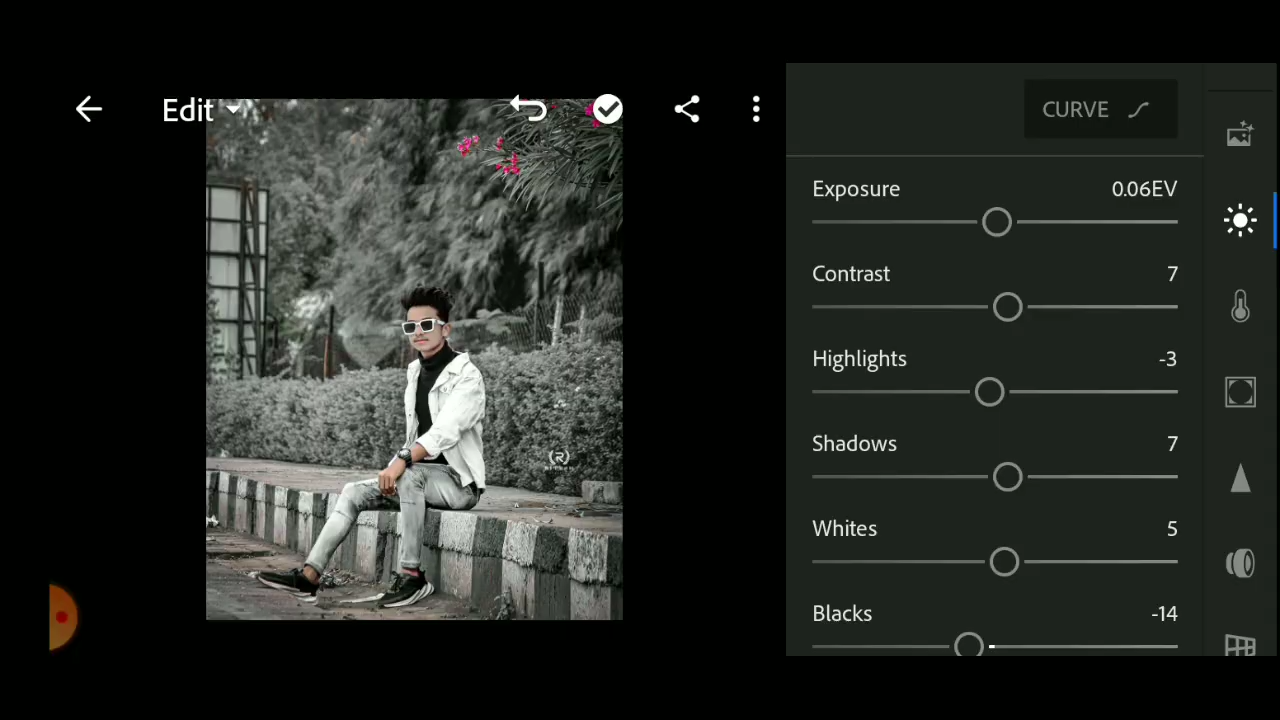 Edit
CURVE
Exposure 0.06EV
Contrast 7
Highlights -3
Shadows 7
Whites 5
Blacks -14
R